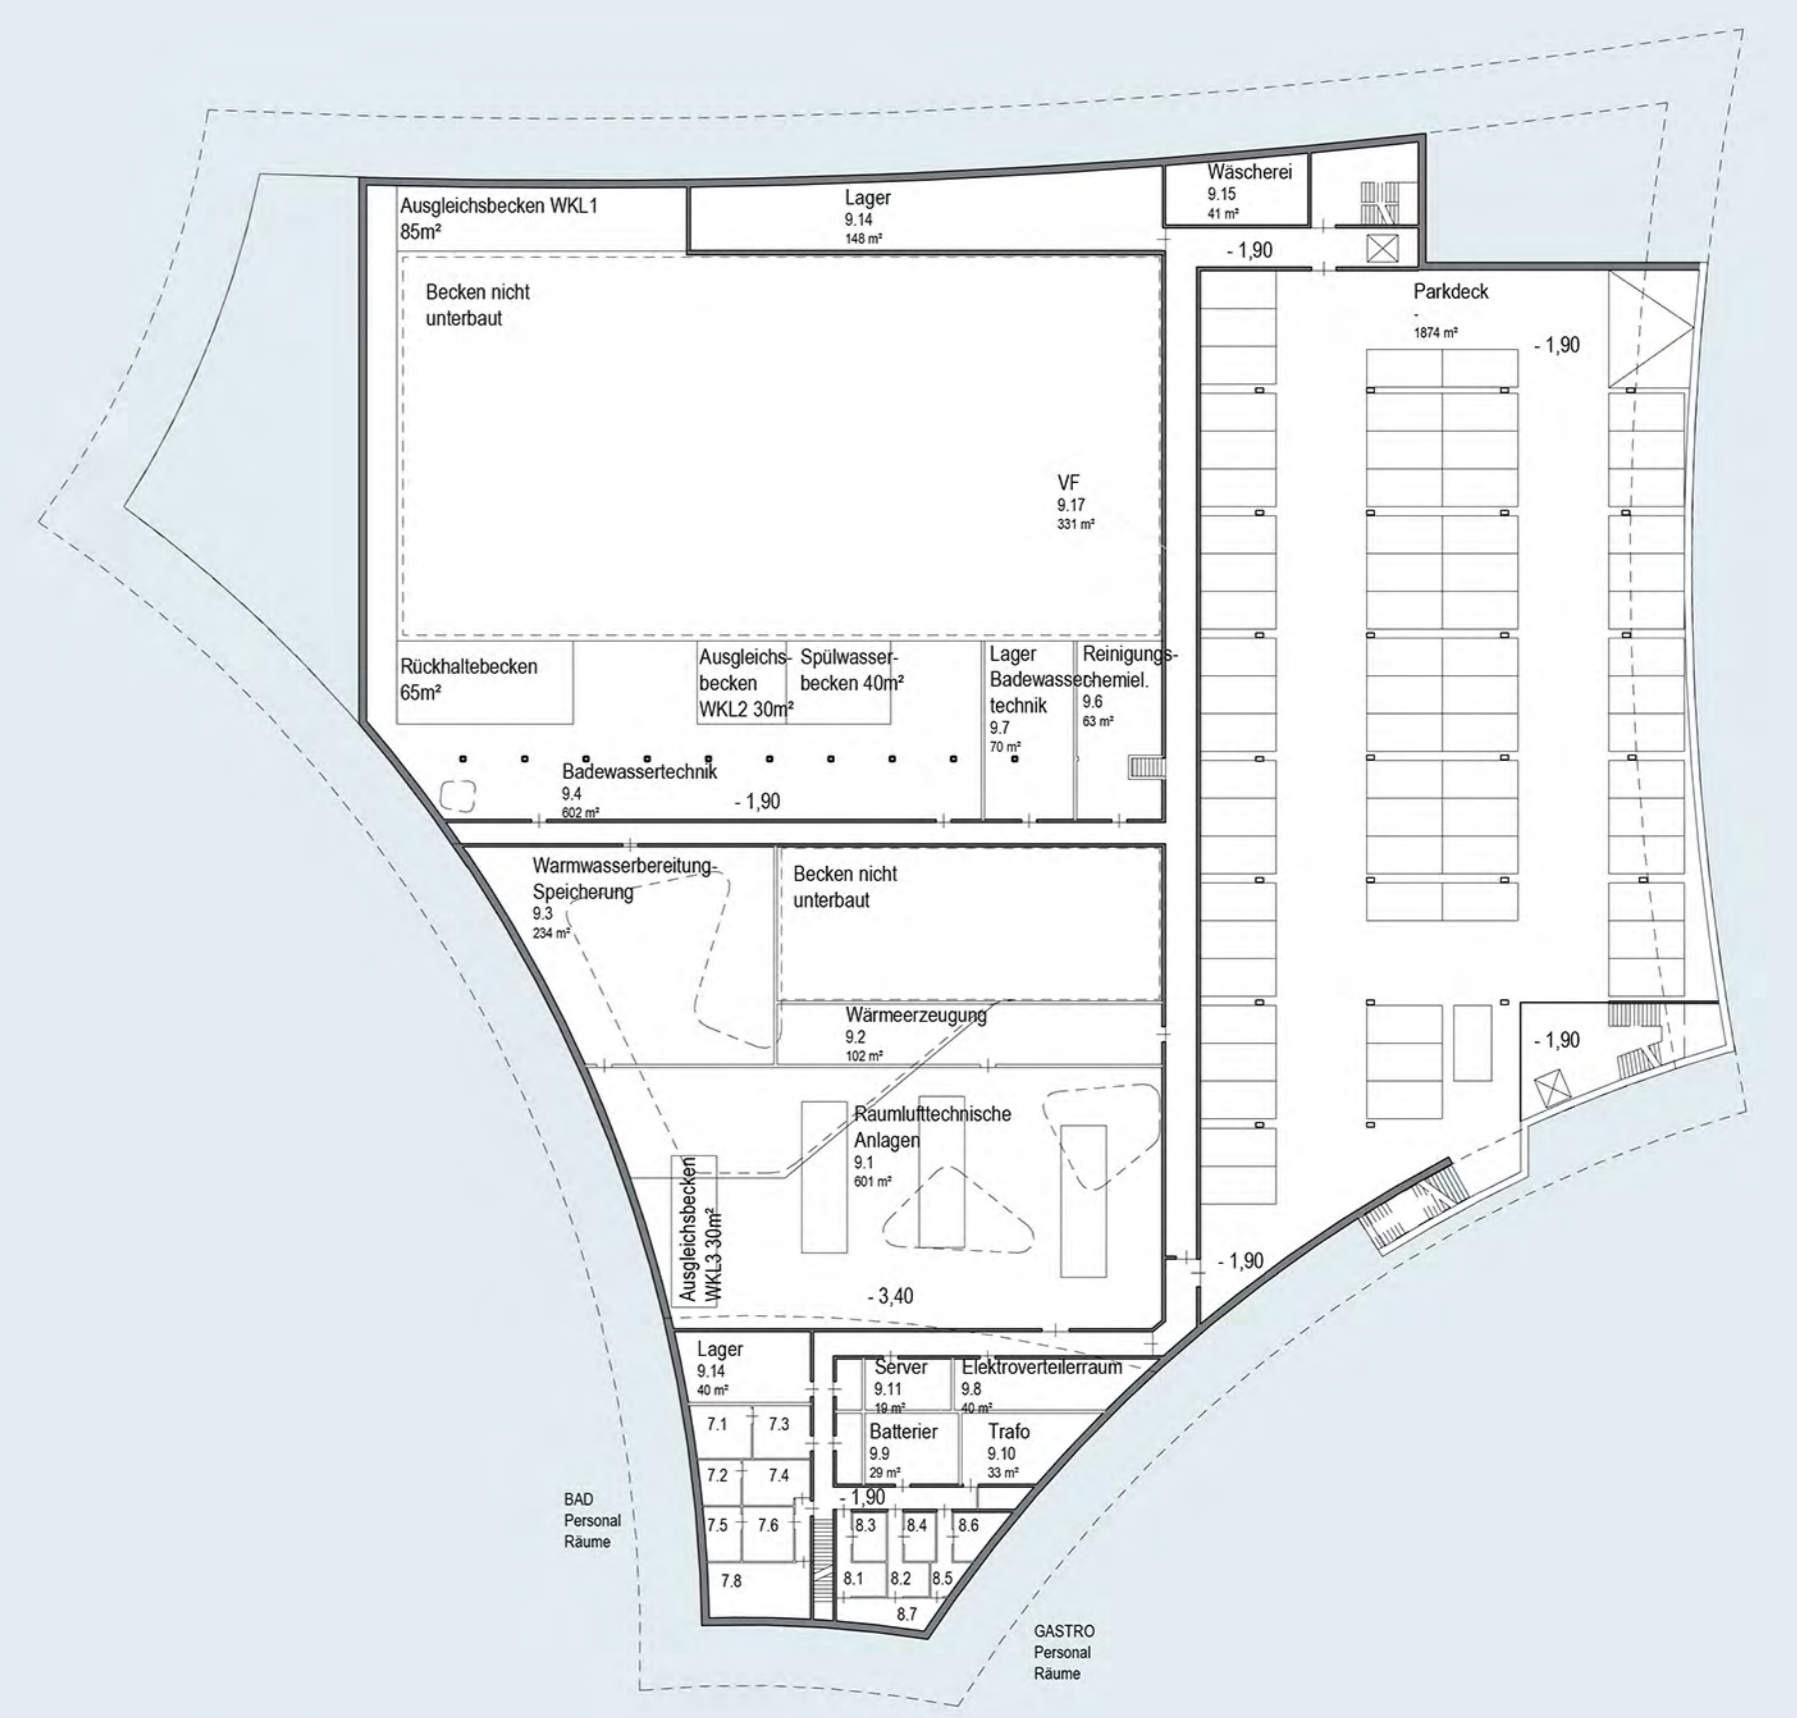 Wäscherei
9.15
41 m²
Lager
9.14
148 m²
Ausgleichsbecken WKL1
85m²
- 1,90
Becken nicht
unterbaut
Parkdeck
-
1874 m²
- 1,90
VF
9.17
331 m²
Rückhaltebecken
65m²
Ausgleichs-
becken
WKL2 30m²
Spülwasser-
becken 40m²
Lager
Badewasser
technik
9.7
70 m²
Reinigungs-
chemiel.
9.6
63 m²
Badewassertechnik
9.4
602 m²
- 1,90
Warmwasserbereitung-
Speicherung
9.3
234 m²
Becken nicht
unterbaut
Wärmeerzeugung
9.2
102 m²
- 1,90
Raumlufttechnische
Anlagen
9.1
601 m²
Ausgleichsbecken
WKL3 30m²
- 3,40
- 1,90
Lager
9.14
40 m²
Server
9.11
19 m²
Elektroverteilerraum
9.8
40 m²
7.1
7.3
Batterier
9.9
29 m²
Trafo
9.10
33 m²
7.2
7.4
- 1,90
BAD
Personal
Räume
7.5
7.6
8.3
8.4
8.6
7.8
8.1
8.2
8.5
8.7
GASTRO
Personal
Räume